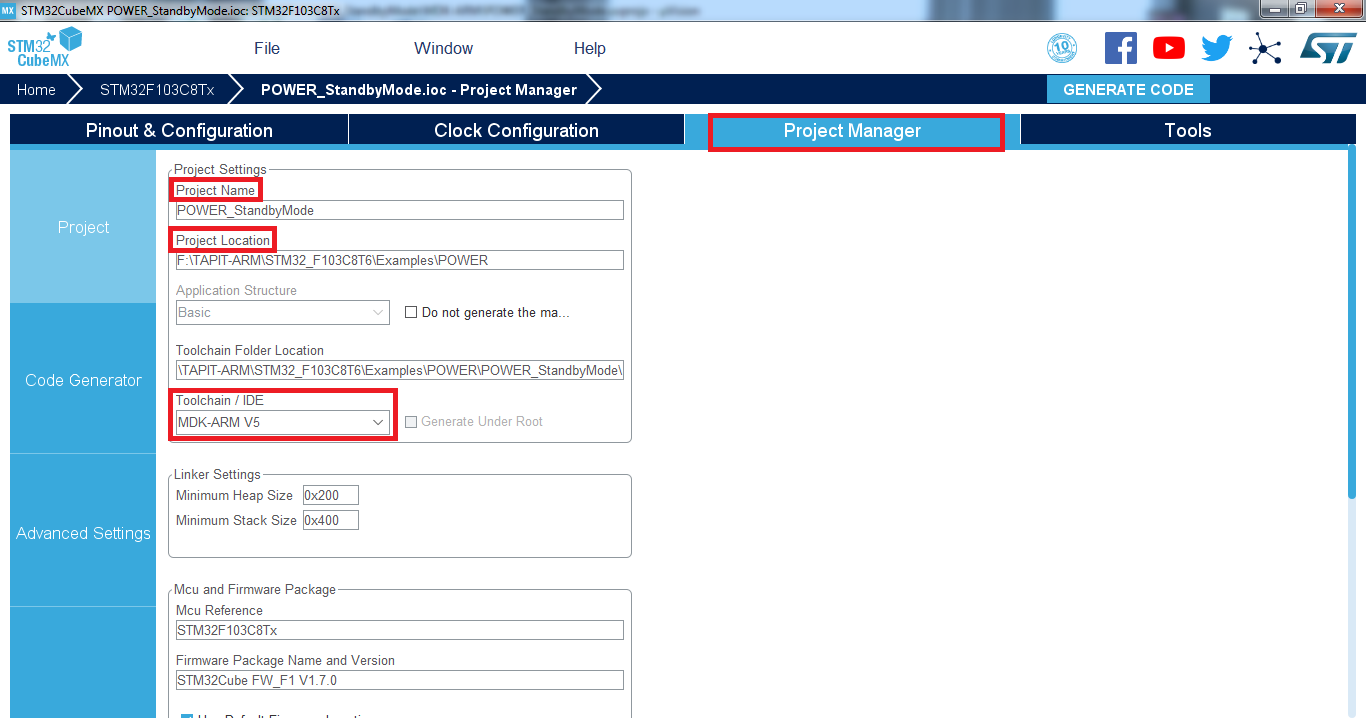 MX STM32CubeMX POWER_StandbyMode.ioc: STM32F103C8Tx
STM32
CubeMX
File Window Help
10
ST
Home STM32F103C8Tx POWER_StandbyMode.ioc - Project Manager GENERATE CODE
Pinout & Configuration Clock Configuration Project Manager Tools
Project
Code Generator
Advanced Settings
Project Settings
Project Name
POWER_StandbyMode
Project Location
F:\TAPIT-ARM\STM32_F103C8T6\Examples\POWER
Application Structure
Basic Do not generate the ma...
Toolchain Folder Location
\TAPIT-ARM\STM32_F103C8T6\Examples\POWER\POWER_StandbyMode\
Toolchain / IDE
MDK-ARM V5 Generate Under Root
Linker Settings
Minimum Heap Size 0x200
Minimum Stack Size 0x400
Mcu and Firmware Package
Mcu Reference
STM32F103C8Tx
Firmware Package Name and Version
STM32Cube FW_F1 V1.7.0